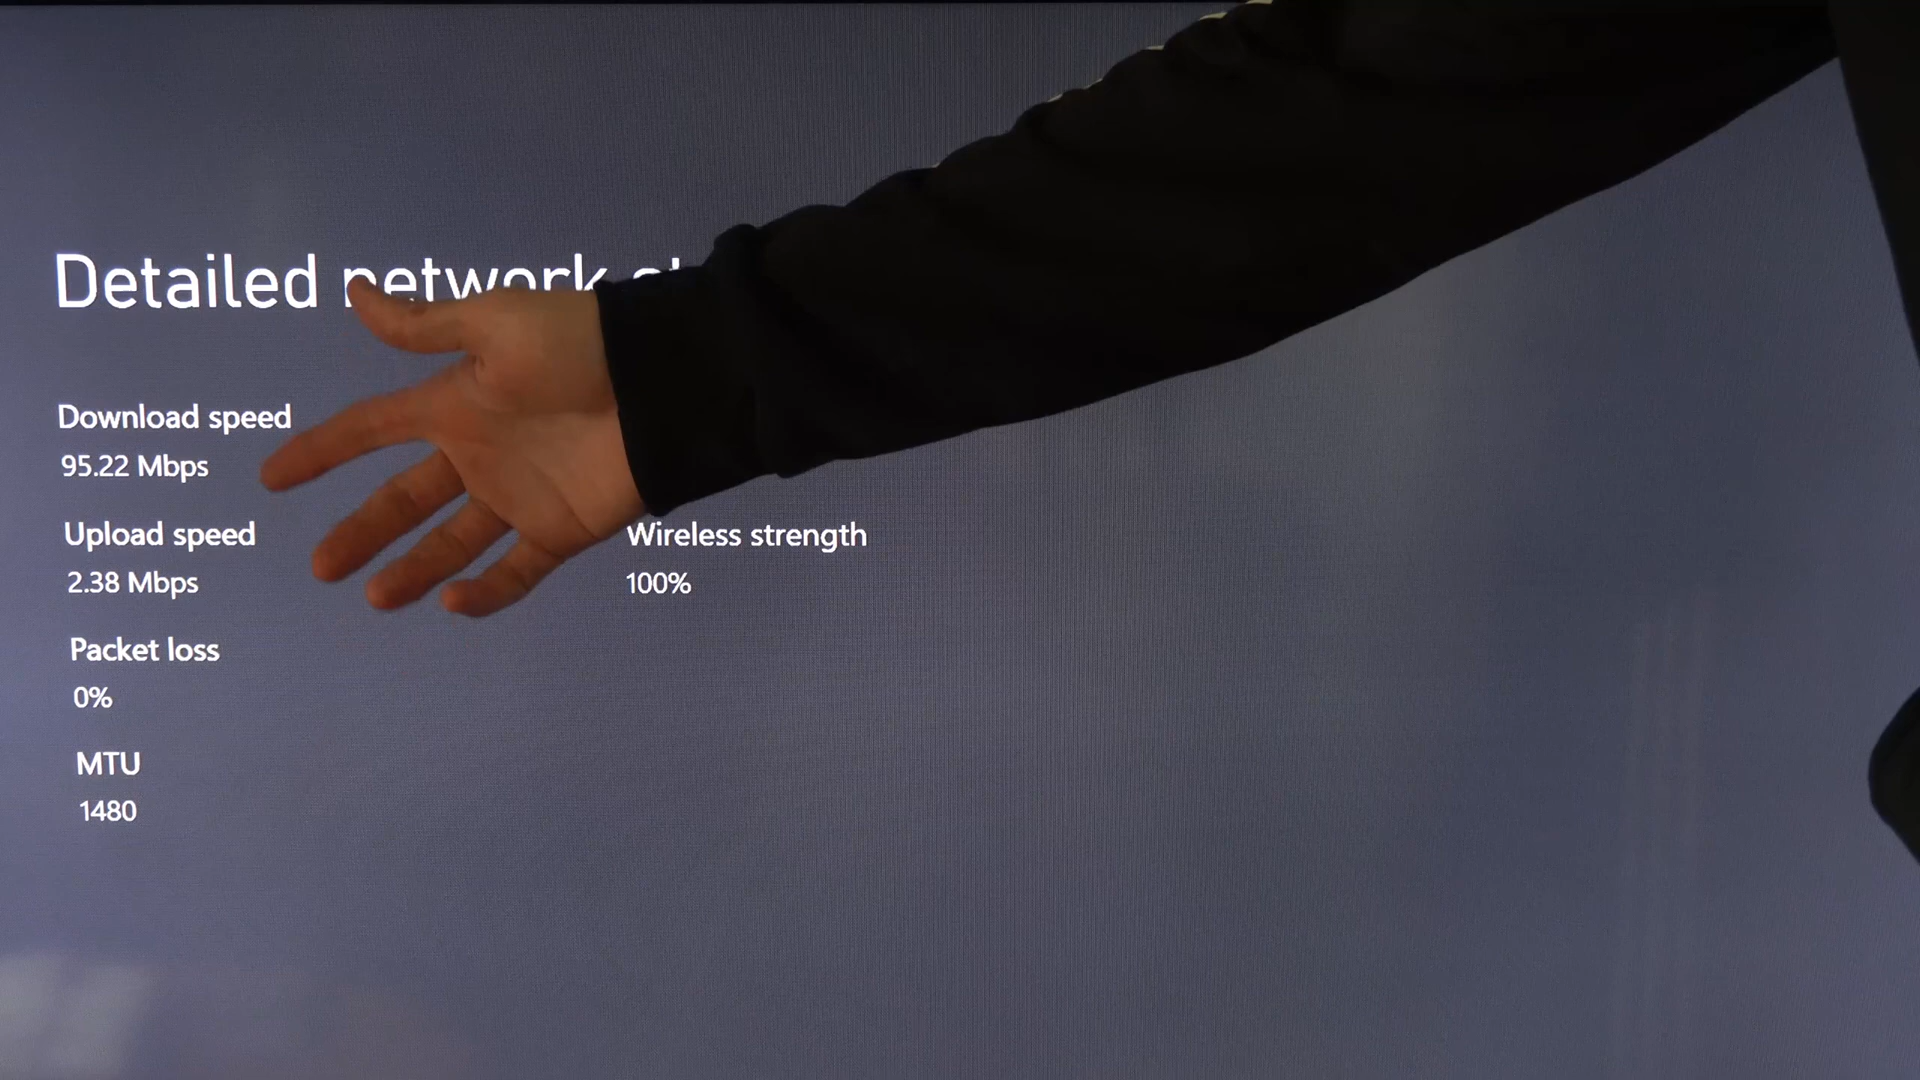 Detailed network
Download speed
95.22 Mbps
Upload speed
2.38 Mbps
Wireless strength
100%
Packet loss
0%
MTU
1480